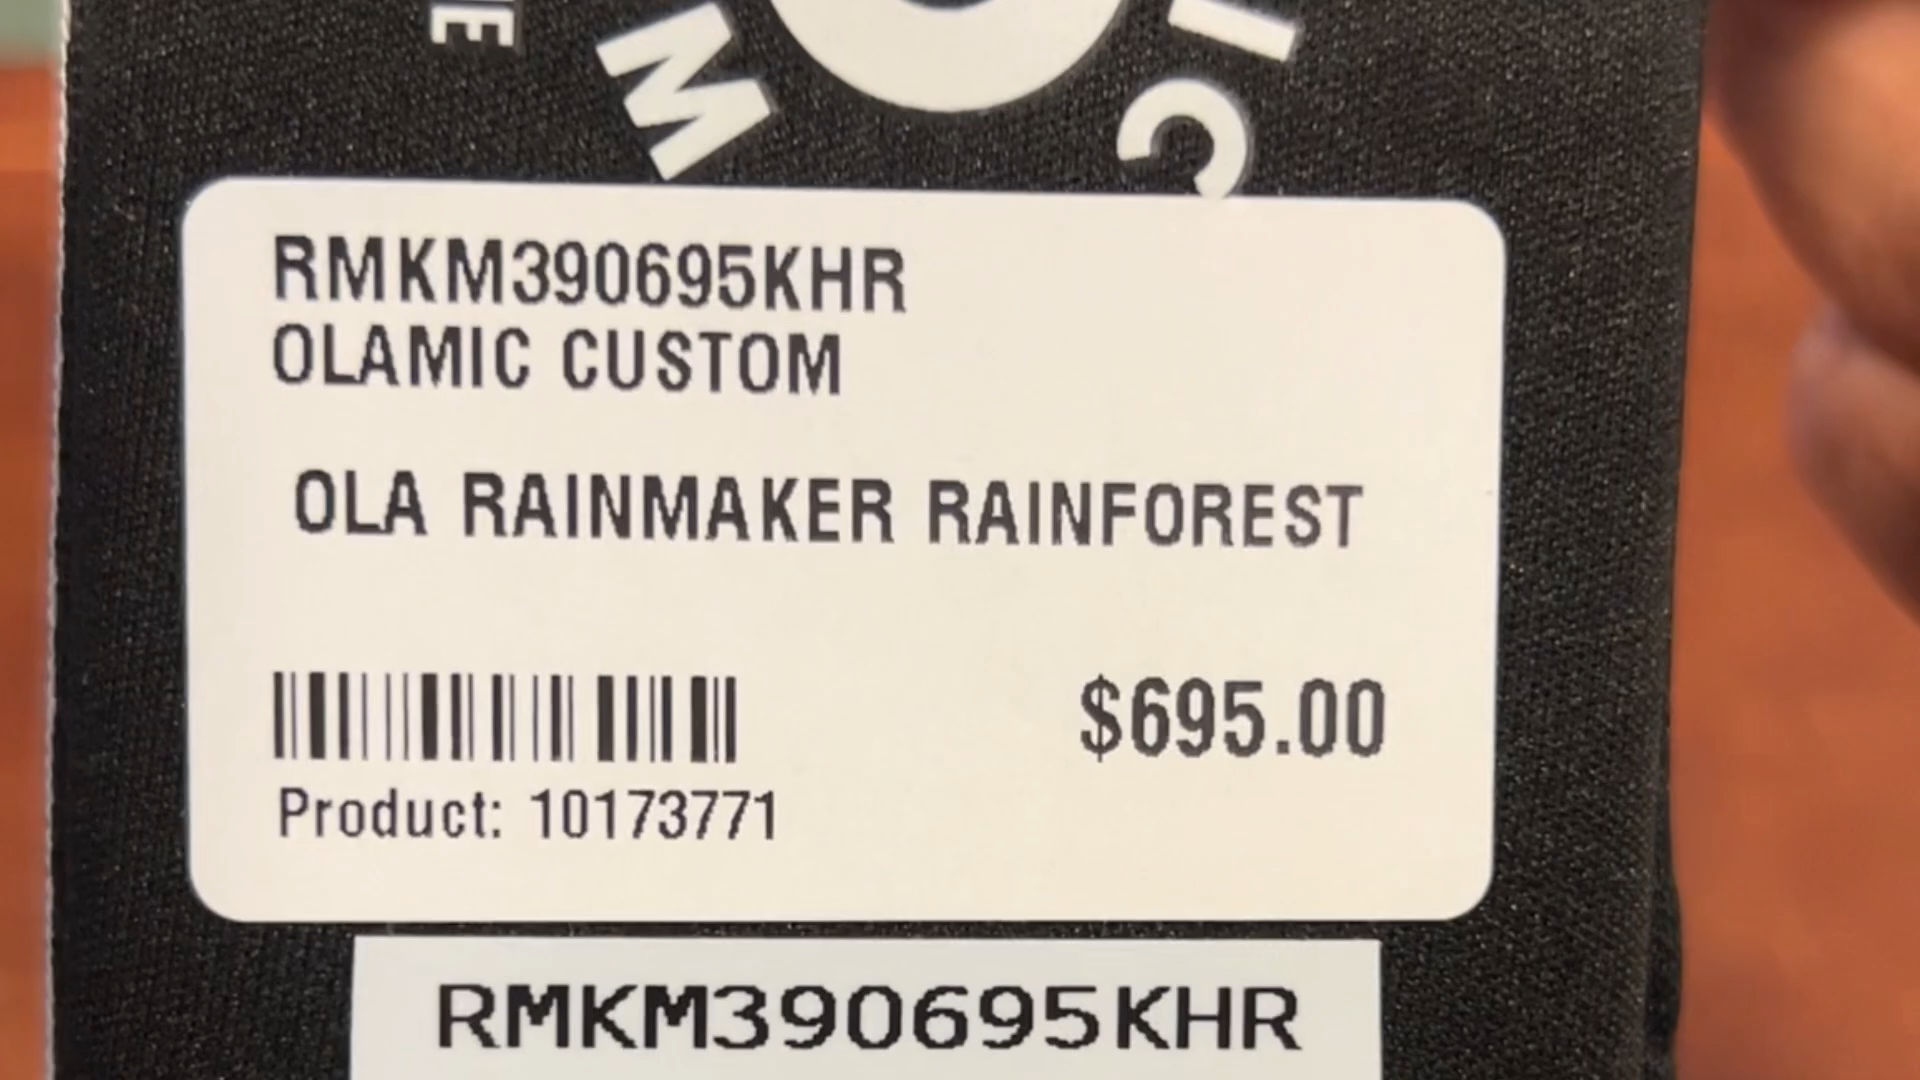 RMKM390695KHR
OLAMIC CUSTOM
OLA RAINMAKER RAINFOREST
$695.00
Product: 10173771
RMKM390695KHR